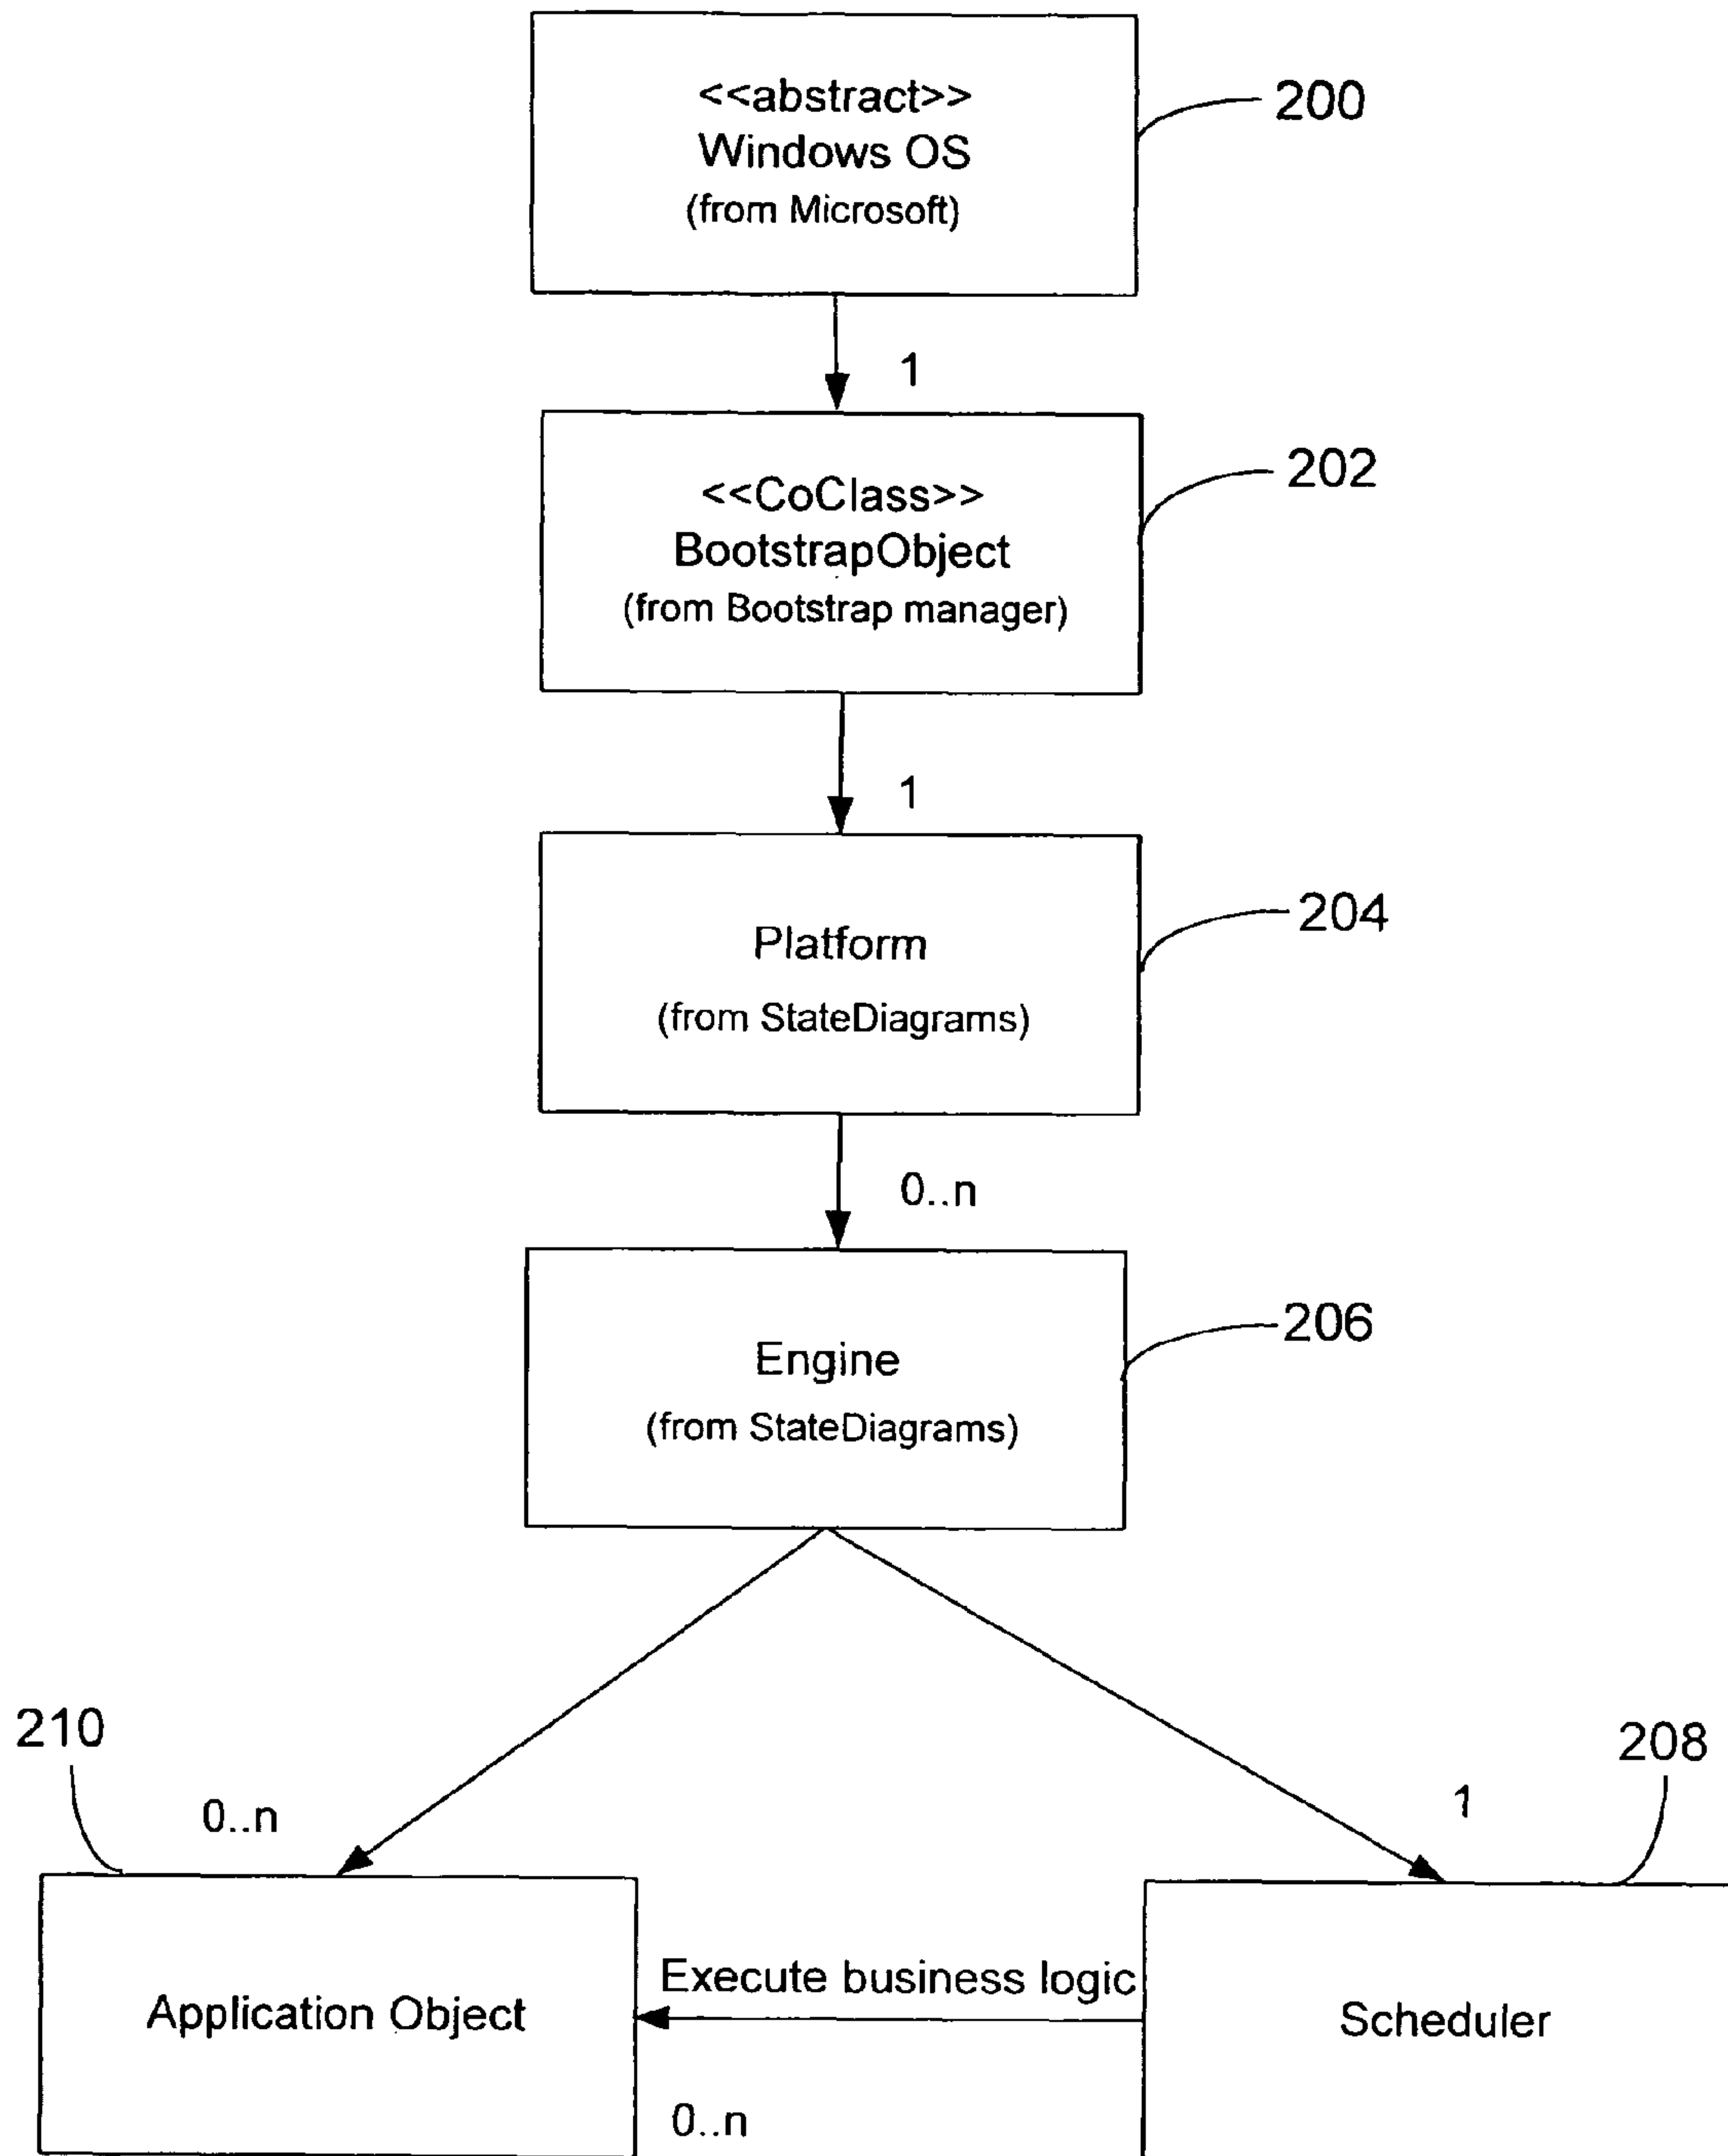 <<abstract>>
Windows OS
(from Microsoft)
200
1
<<CoClass>>
BootstrapObject
(from Bootstrap manager)
202
1
Platform
(from StateDiagrams)
204
0..n
Engine
(from StateDiagrams)
206
210
208
0..n
1
Application Object
Execute business logic
Scheduler
0..n